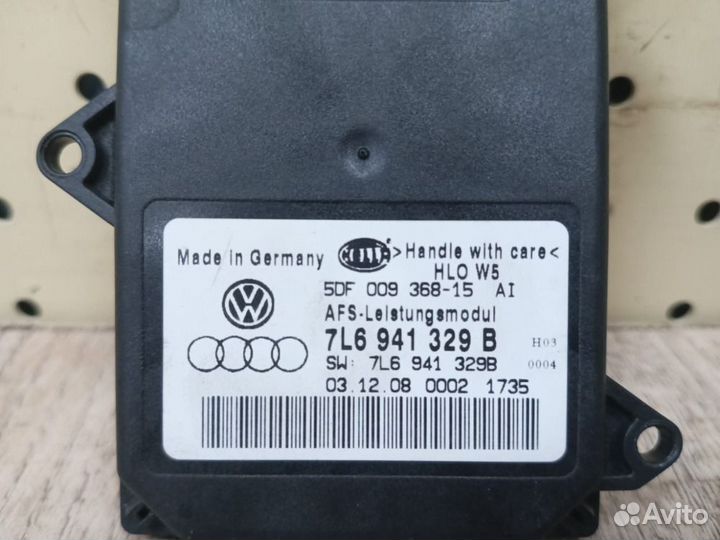 Made in Germany
>Handle with care<
HLO W5
5DF 009 368-15 AI
AFS-Leistungsmodul
7L6 941 329 B H03
SW: 7L6 941 329B 0004
03.12.08 0002 1735
Avito